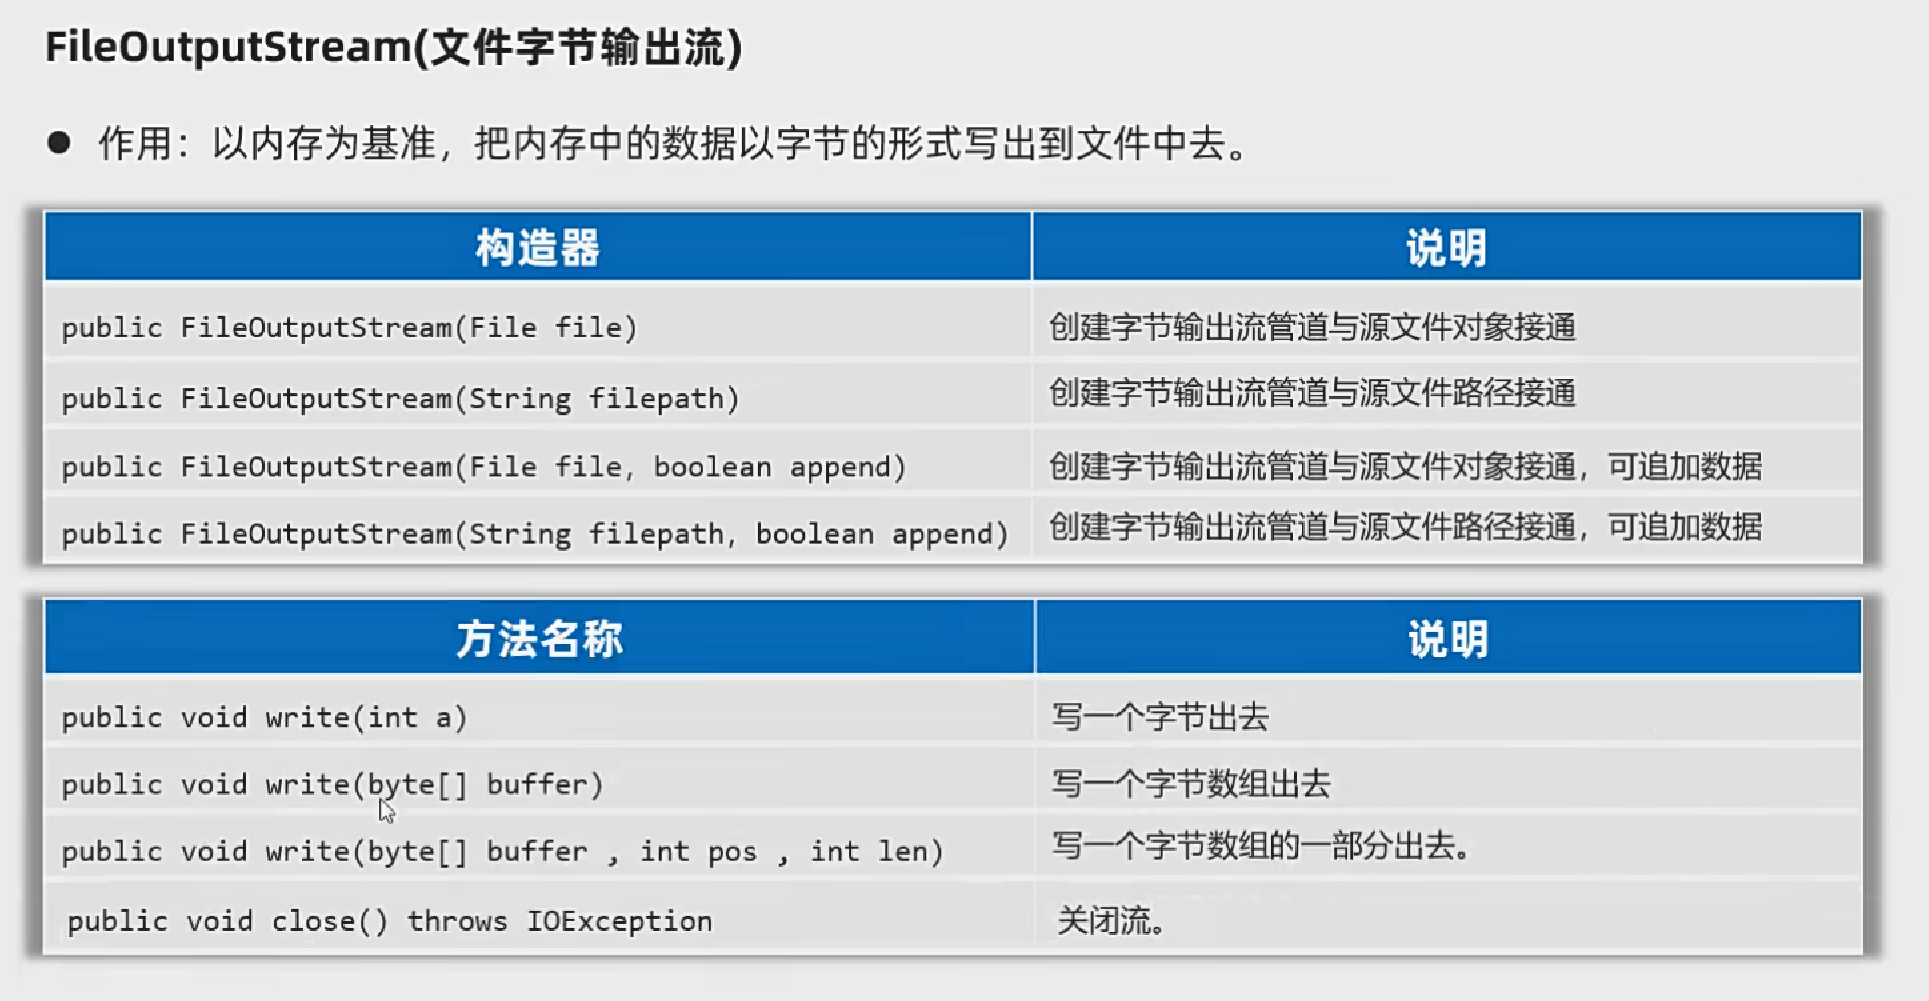 FileOutputStream(文件字节输出流)
● 作用：以内存为基准，把内存中的数据以字节的形式写出到文件中去。
构造器 说明
public FileOutputStream(File file) 创建字节输出流管道与源文件对象接通
public FileOutputStream(String filepath) 创建字节输出流管道与源文件路径接通
public FileOutputStream(File file, boolean append) 创建字节输出流管道与源文件对象接通，可追加数据
public FileOutputStream(String filepath, boolean append) 创建字节输出流管道与源文件路径接通，可追加数据
方法名称 说明
public void write(int a) 写一个字节出去
public void write(byte[] buffer) 写一个字节数组出去
public void write(byte[] buffer , int pos , int len) 写一个字节数组的一部分出去。
public void close() throws IOException 关闭流。